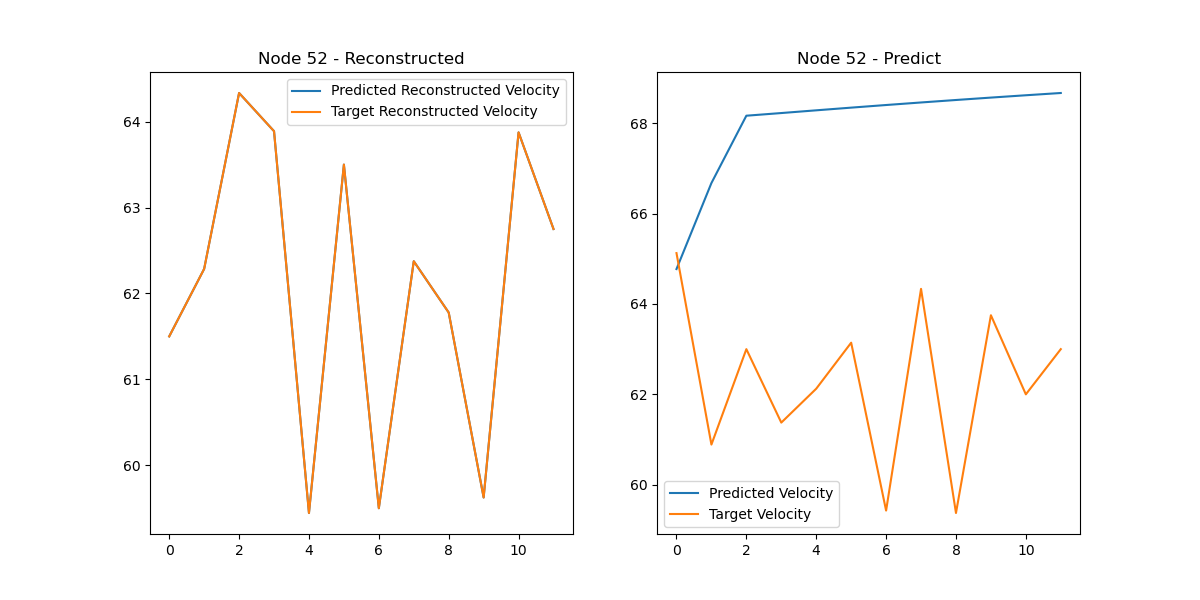 Node 52 - Reconstructed
Predicted Reconstructed Velocity
Target Reconstructed Velocity
64
63
62
61
60
0 2 4 6 8 10
Node 52 - Predict
68
66
64
62
60
Predicted Velocity
Target Velocity
0 2 4 6 8 10